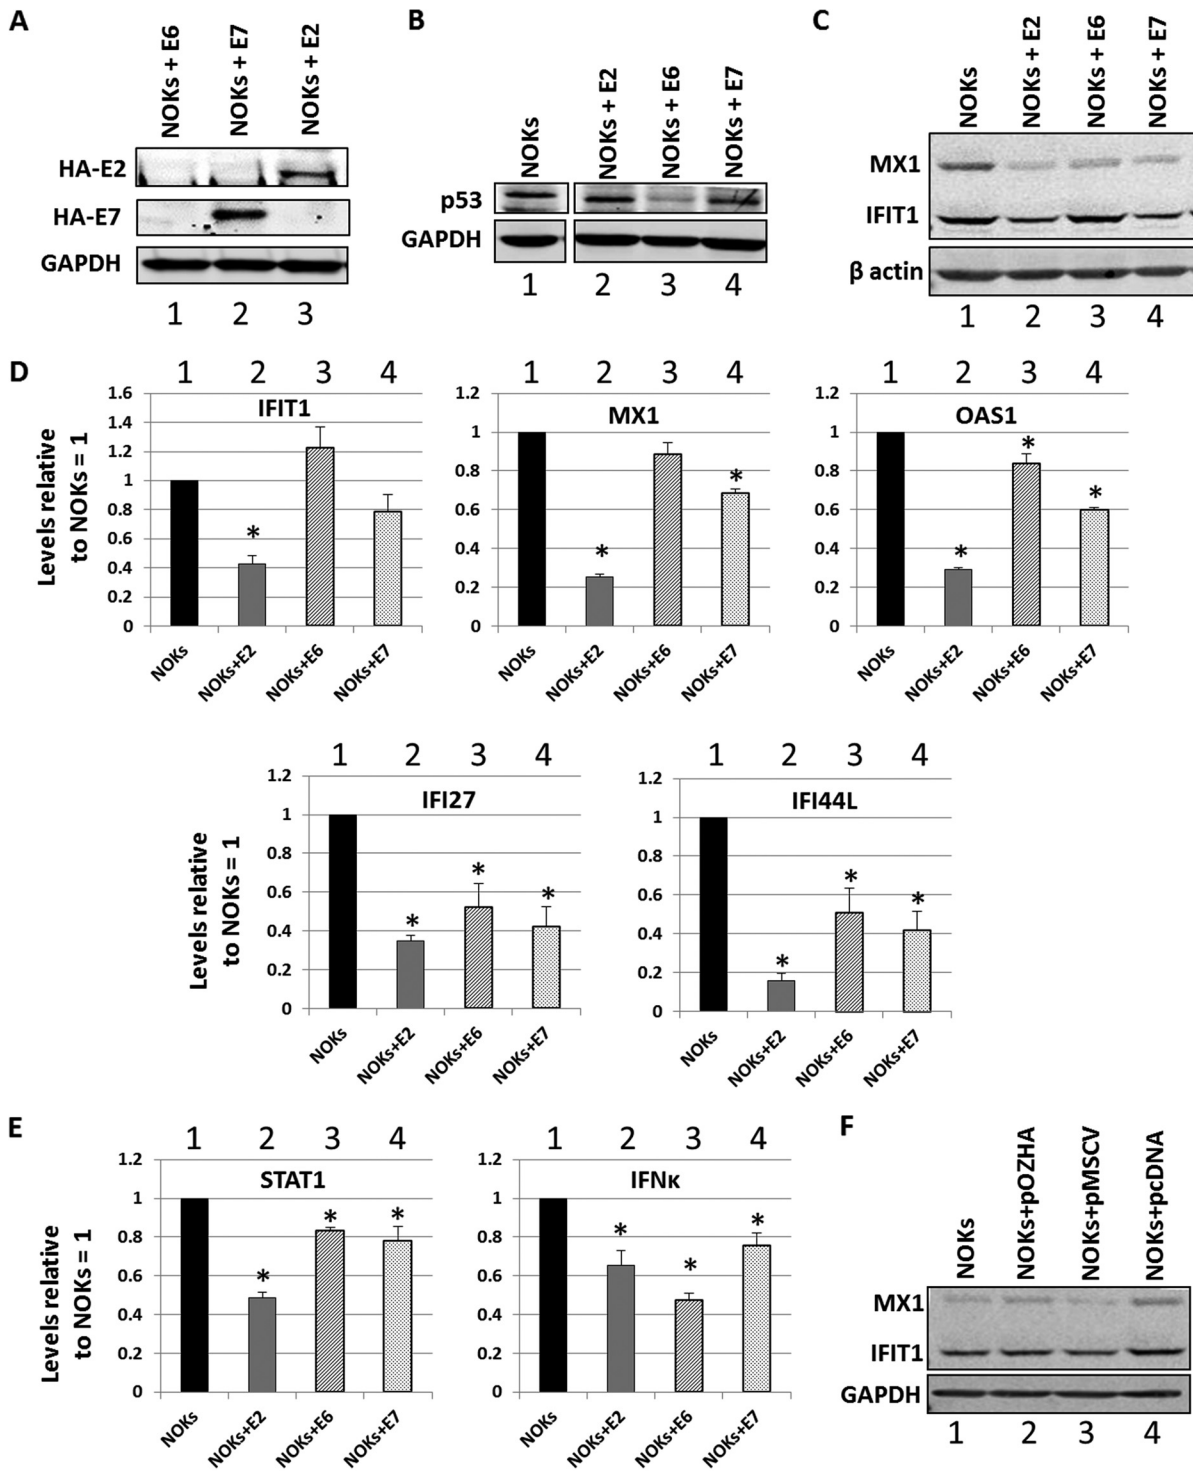 A
NOKs + E6
NOKs + E7
NOKs + E2
HA-E2
HA-E7
GAPDH
1 2 3
B
NOKs
NOKs + E2
NOKs + E6
NOKs + E7
p53
GAPDH
1 2 3 4
C
NOKs
NOKs + E2
NOKs + E6
NOKs + E7
MX1
IFIT1
β actin
1 2 3 4
D
Levels relative
to NOKs = 1
1 2 3 4
IFIT1
1.6
1.4
1.2
1
0.8
0.6
0.4
0.2
0
* 
NOKs
NOKs+E2
NOKs+E6
NOKs+E7
1 2 3 4
MX1
1.2
1
0.8
0.6
0.4
0.2
0
* *
NOKs
NOKs+E2
NOKs+E6
NOKs+E7
1 2 3 4
OAS1
1.2
1
0.8
0.6
0.4
0.2
0
* * *
NOKs
NOKs+E2
NOKs+E6
NOKs+E7
Levels relative
to NOKs = 1
1 2 3 4
IFI27
1.2
1
0.8
0.6
0.4
0.2
0
* * *
NOKs
NOKs+E2
NOKs+E6
NOKs+E7
1 2 3 4
IFI44L
1.2
1
0.8
0.6
0.4
0.2
0
* * *
NOKs
NOKs+E2
NOKs+E6
NOKs+E7
E
Levels relative
to NOKs = 1
1 2 3 4
STAT1
1.2
1
0.8
0.6
0.4
0.2
0
* * *
NOKs
NOKs+E2
NOKs+E6
NOKs+E7
1 2 3 4
IFNκ
1.2
1
0.8
0.6
0.4
0.2
0
* * *
NOKs
NOKs+E2
NOKs+E6
NOKs+E7
F
NOKs
NOKs+pOZHA
NOKs+pMSCV
NOKs+pcDNA
MX1
IFIT1
GAPDH
1 2 3 4